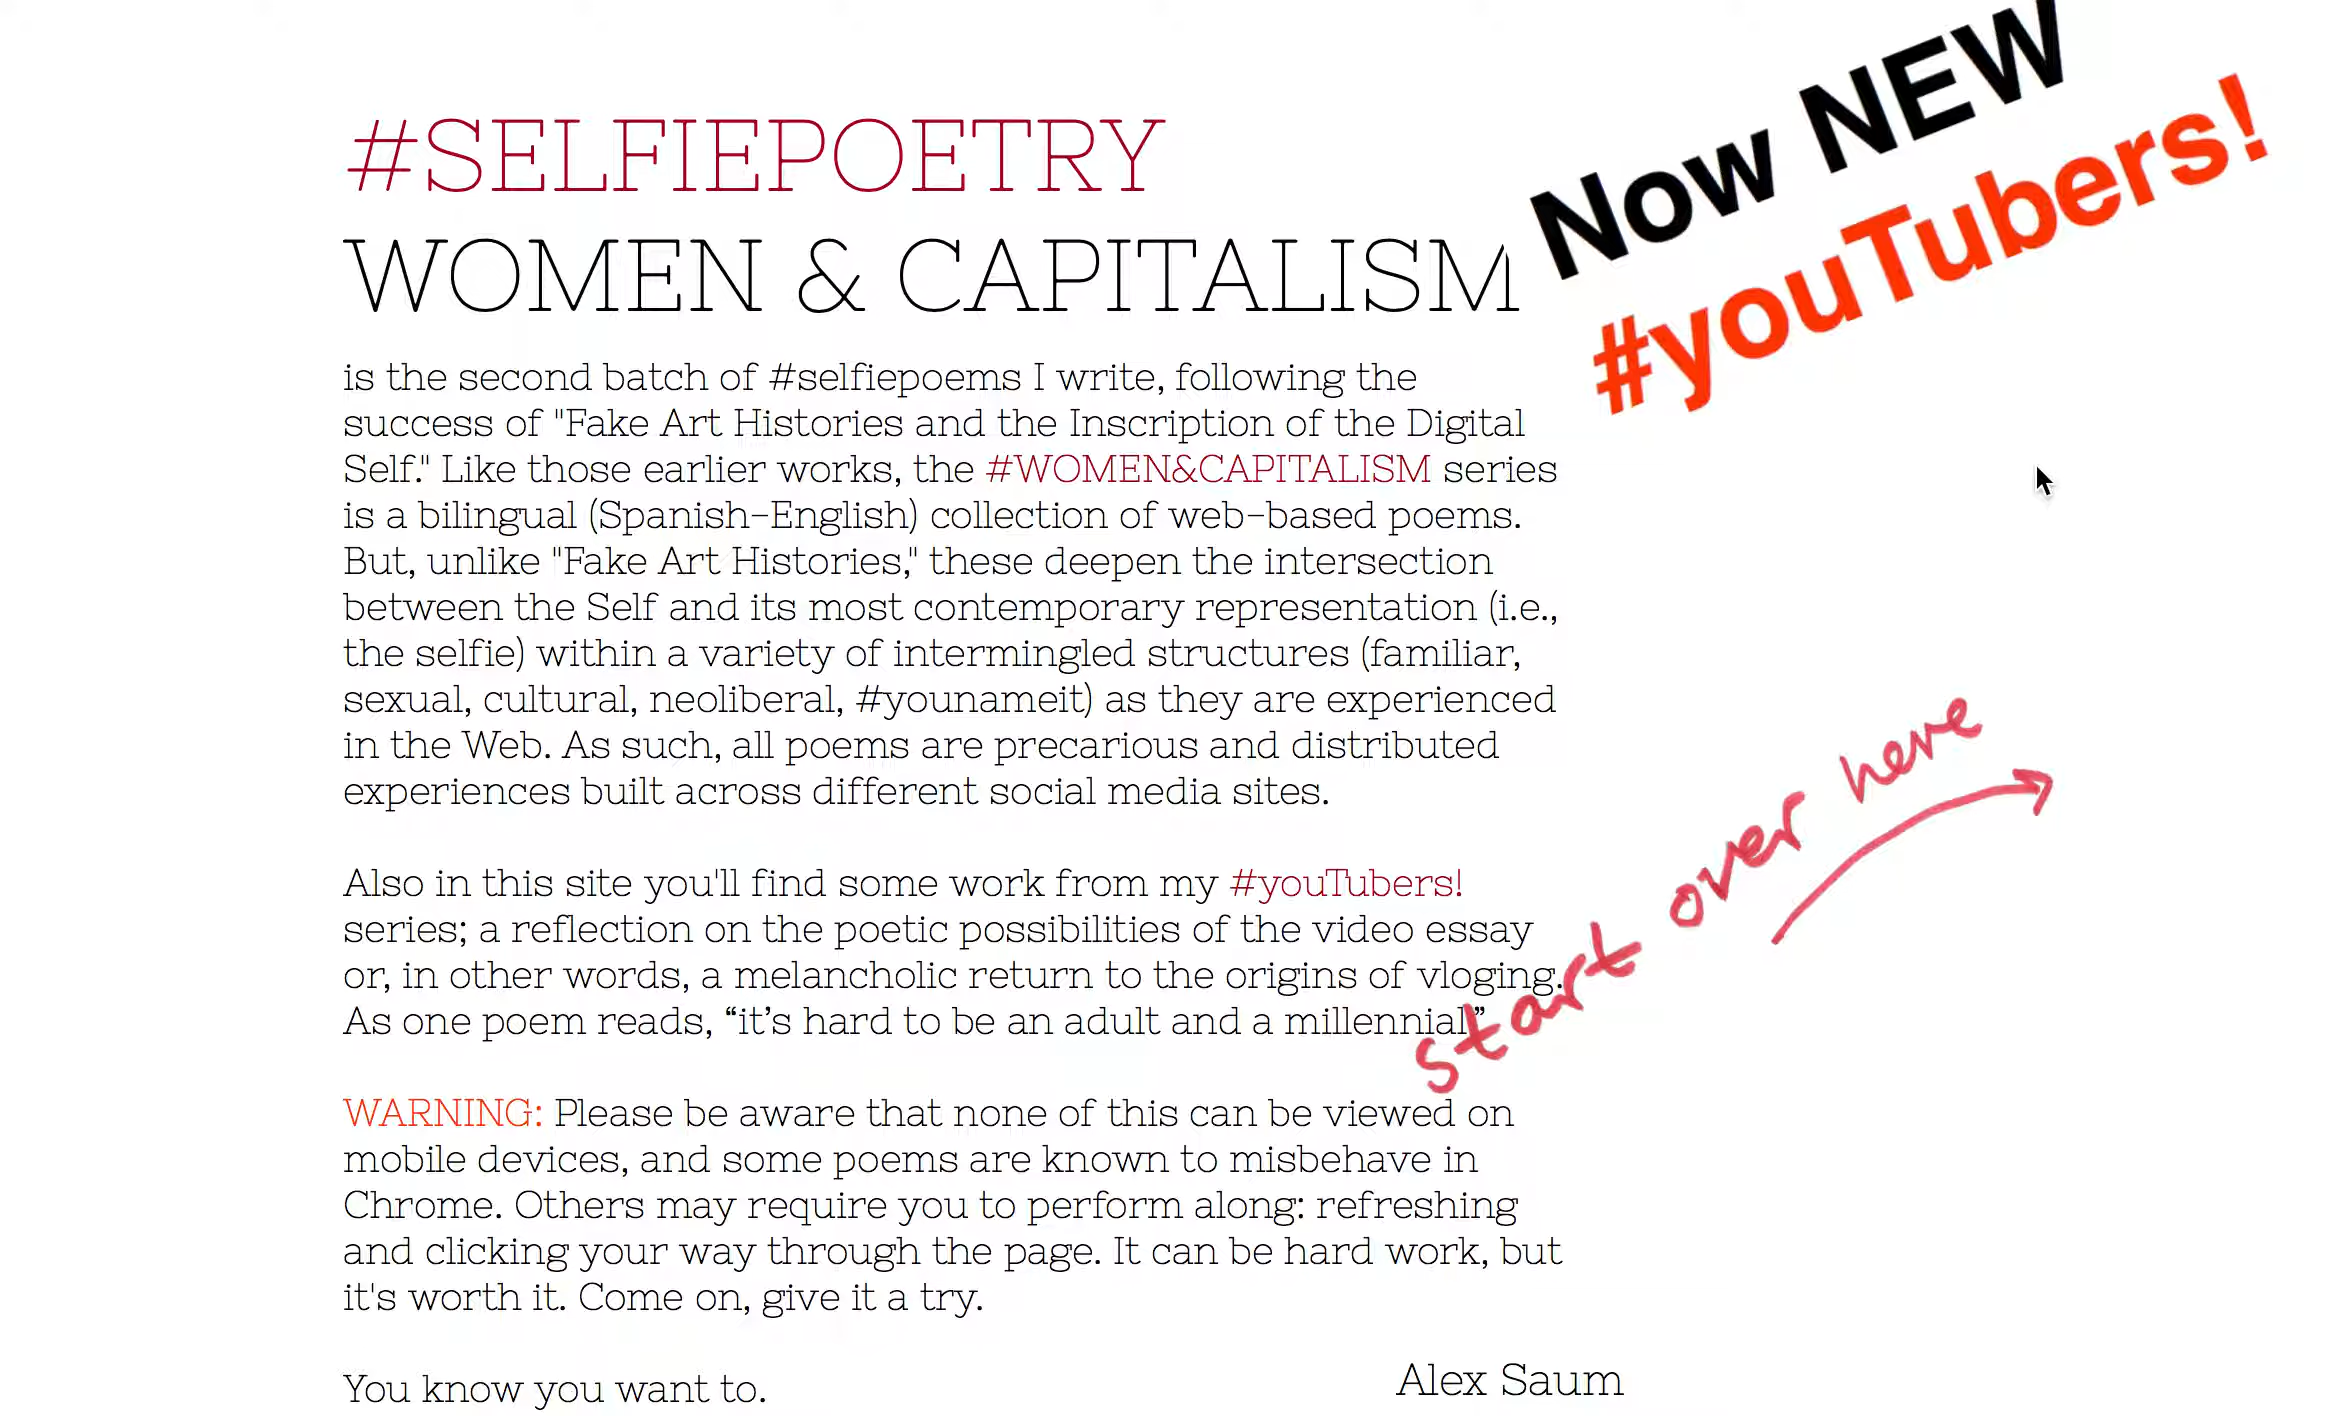 #SELFIEPOETRY
WOMEN & CAPITALISM
Now NEW
#youTubers!
is the second batch of #selfiepoems I write, following the
success of "Fake Art Histories and the Inscription of the Digital
Self." Like those earlier works, the #WOMEN&CAPITALISM series
is a bilingual (Spanish-English) collection of web-based poems.
But, unlike "Fake Art Histories," these deepen the intersection
between the Self and its most contemporary representation (i.e.,
the selfie) within a variety of intermingled structures (familiar,
sexual, cultural, neoliberal, #younameit) as they are experienced
in the Web. As such, all poems are precarious and distributed
experiences built across different social media sites.
Also in this site you'll find some work from my #youTubers!
series; a reflection on the poetic possibilities of the video essay
or, in other words, a melancholic return to the origins of vloging.
As one poem reads, “it’s hard to be an adult and a millennial.”
start over here
WARNING: Please be aware that none of this can be viewed on
mobile devices, and some poems are known to misbehave in
Chrome. Others may require you to perform along: refreshing
and clicking your way through the page. It can be hard work, but
it's worth it. Come on, give it a try.
You know you want to.
Alex Saum